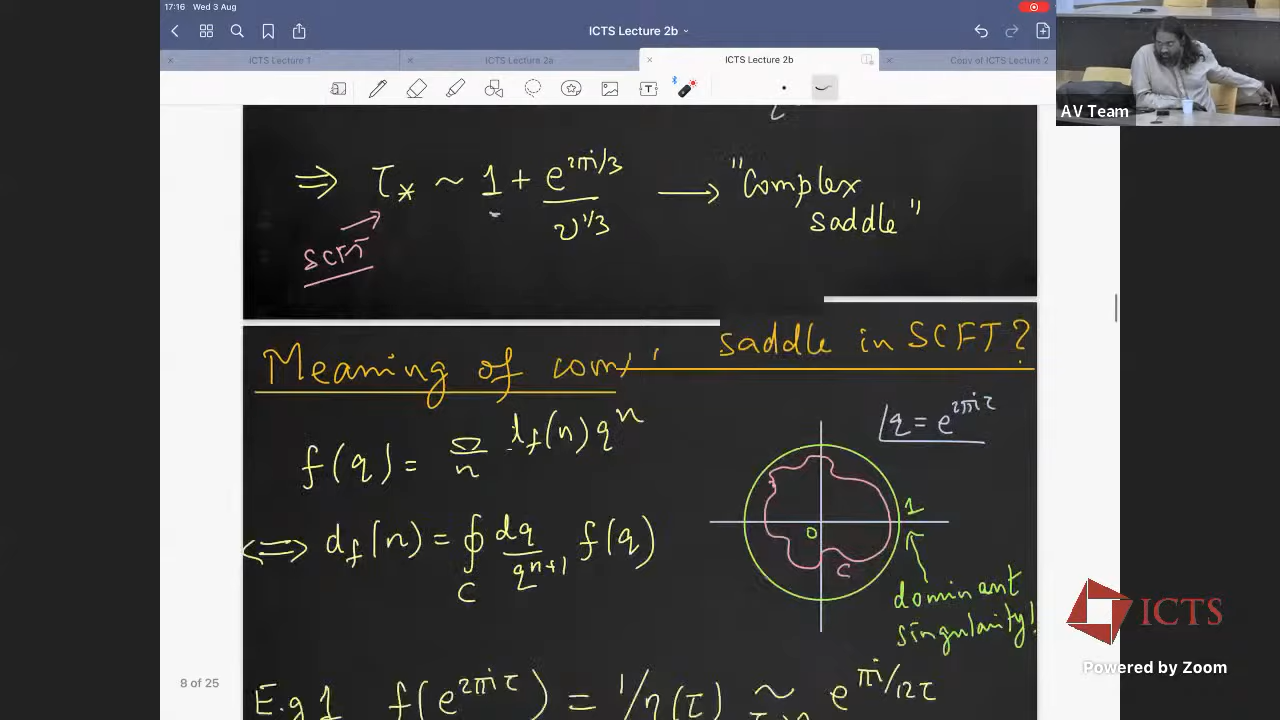 17:16 Wed 3 Aug
ICTS Lecture 2b
ICTS Lecture 1
ICTS Lecture 2a
ICTS Lecture 2b
Copy of ICTS Lecture 2
AV Team
⇒ τ* ~ 1 + e^{2πi/3} / ν^{1/3} → "Complex
saddle"
SCFT
Meaning of com
saddle in SCFT?
f(q) = Σ_n d_f(n) q^n
q = e^{2πiτ}
⟺ d_f(n) = ∮_C dq/q^{n+1} f(q)
1
0
C
dominant
singularity!
ICTS
Powered by Zoom
8 of 25
E.g 1 f(e^{2πiτ}) = 1/η(τ) ~ e^{πi/12τ}